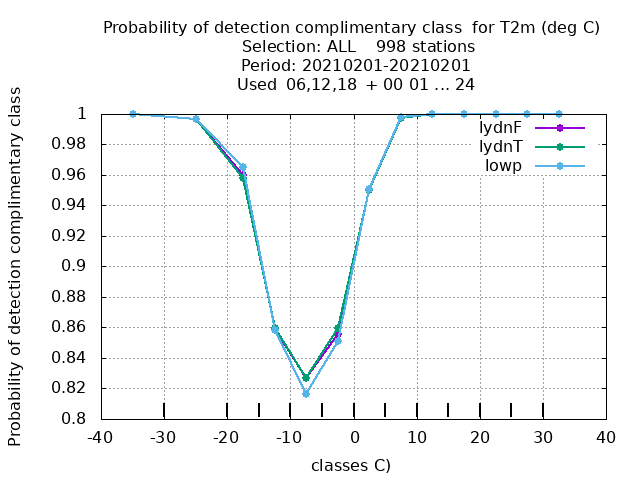 Probability of detection complimentary class  for T2m (deg C)
Selection: ALL    998 stations
Period: 20210201-20210201
Used  06,12,18  + 00 01 ... 24
Probability of detection complimentary class
1
0.98
0.96
0.94
0.92
0.9
0.88
0.86
0.84
0.82
0.8
lydnF
lydnT
lowp
-40 -30 -20 -10 0 10 20 30 40
classes C)